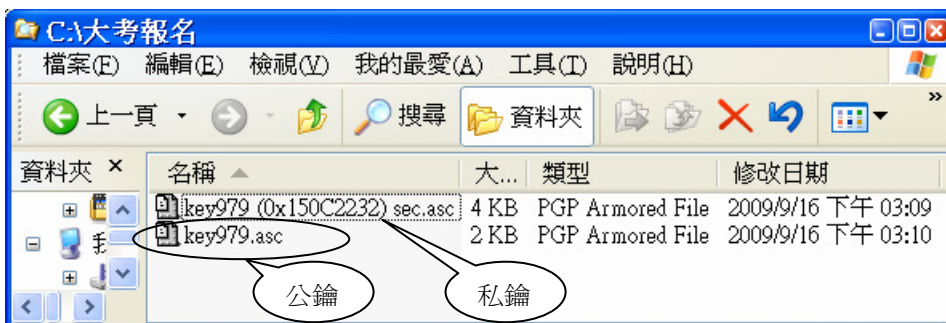 C:\大考報名
檔案(F) 編輯(E) 檢視(V) 我的最愛(A) 工具(T) 說明(H)
上一頁 搜尋 資料夾 »
資料夾 × 名稱 大... 類型 修改日期
key979 (0x150C2232) sec.asc 4 KB PGP Armored File 2009/9/16 下午 03:09
key979.asc 2 KB PGP Armored File 2009/9/16 下午 03:10
公鑰 私鑰